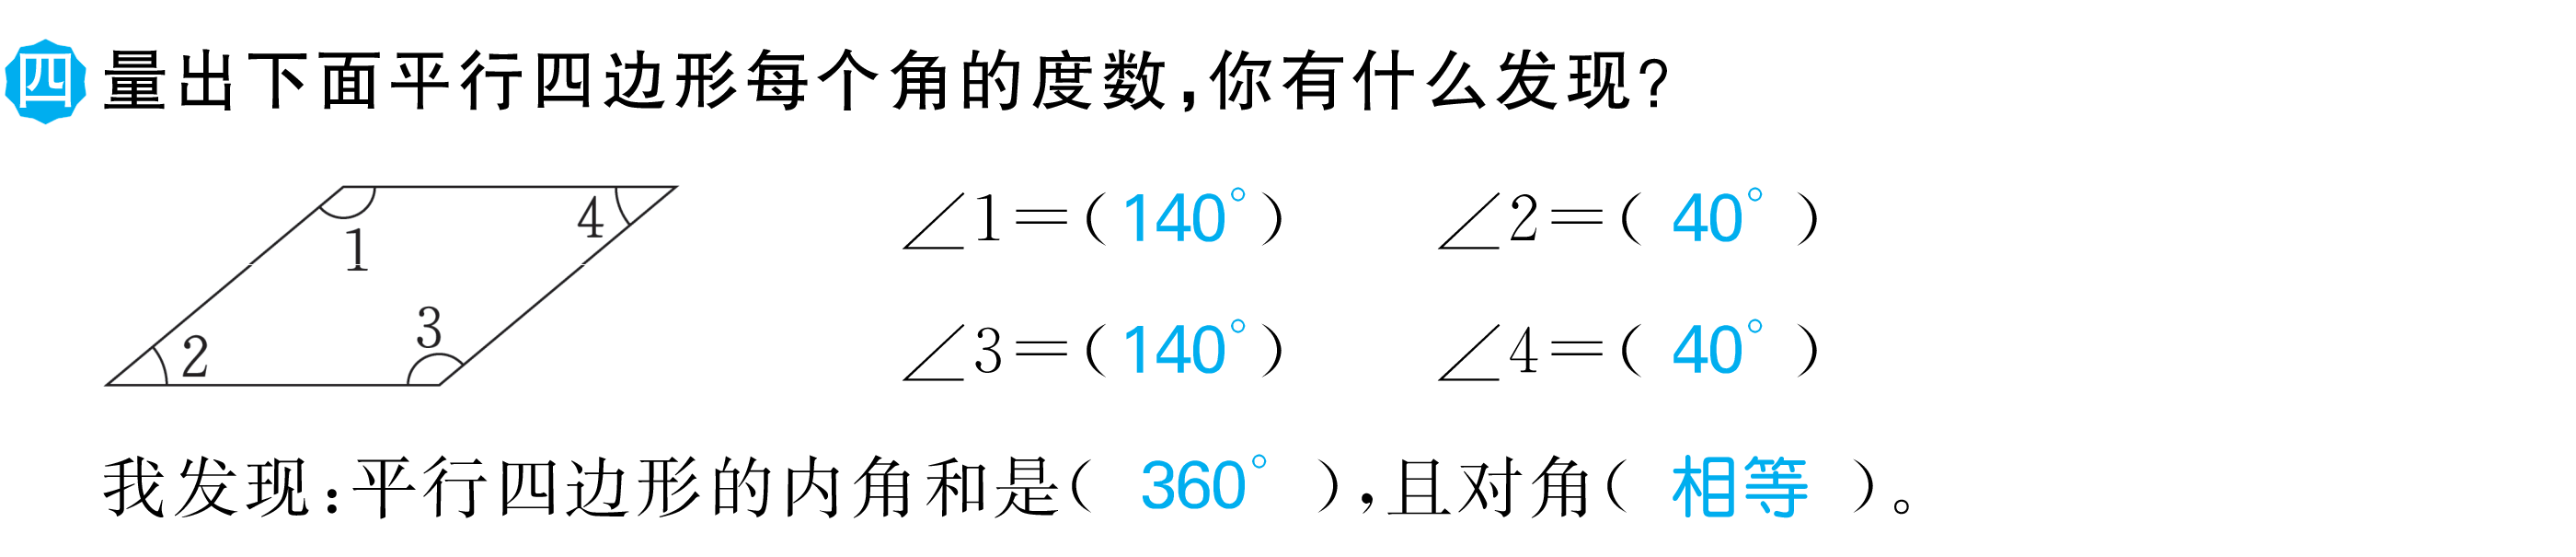 四 量出下面平行四边形每个角的度数,你有什么发现?
1 4 ∠1=(140°) ∠2=( 40° )
2 3 ∠3=(140°) ∠4=( 40° )
我发现:平行四边形的内角和是( 360° ),且对角( 相等 )。